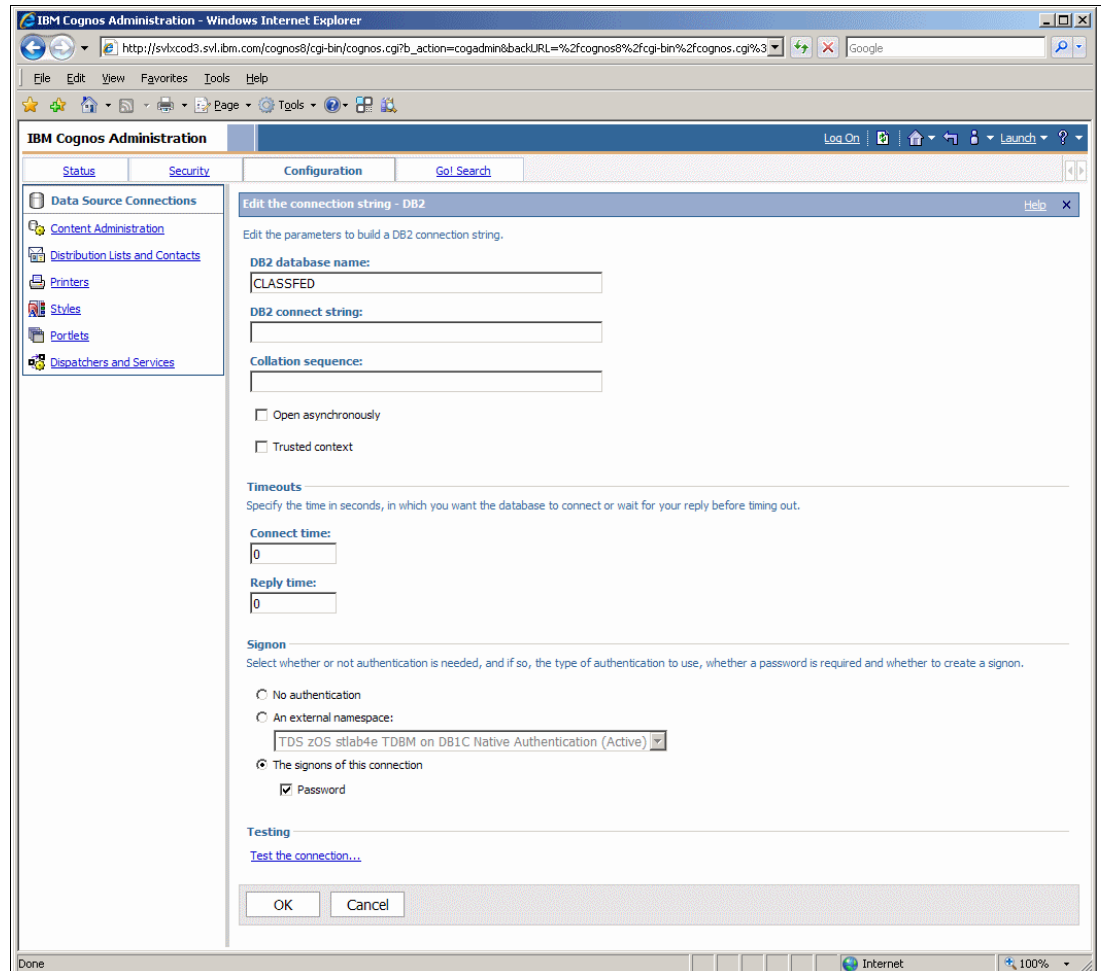 IBM Cognos Administration - Windows Internet Explorer
http://svlxcod3.svl.ibm.com/cognos8/cgi-bin/cognos.cgi?b_action=cogadmin&backURL=%2fcognos8%2fcgi-bin%2fcognos.cgi%3
Google
File Edit View Favorites Tools Help
Page Tools
IBM Cognos Administration
Log On Launch ?
Status Security Configuration Go! Search
Data Source Connections
Content Administration
Distribution Lists and Contacts
Printers
Styles
Portlets
Dispatchers and Services
Edit the connection string - DB2
Help X
Edit the parameters to build a DB2 connection string.
DB2 database name:
CLASSFED
DB2 connect string:
Collation sequence:
Open asynchronously
Trusted context
Timeouts
Specify the time in seconds, in which you want the database to connect or wait for your reply before timing out.
Connect time:
0
Reply time:
0
Signon
Select whether or not authentication is needed, and if so, the type of authentication to use, whether a password is required and whether to create a signon.
No authentication
An external namespace:
TDS zOS stlab4e TDBM on DB1C Native Authentication (Active)
The signons of this connection
Password
Testing
Test the connection...
OK Cancel
Done Internet 100%